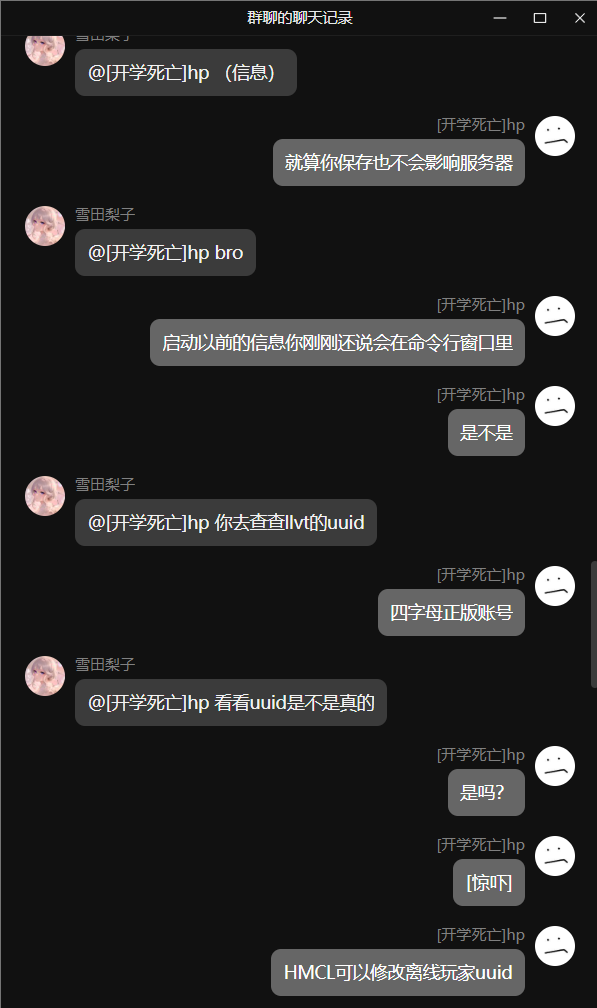 群聊的聊天记录
雪田梨子
@[开学死亡]hp （信息）
[开学死亡]hp
就算你保存也不会影响服务器
雪田梨子
@[开学死亡]hp bro
[开学死亡]hp
启动以前的信息你刚刚还说会在命令行窗口里
[开学死亡]hp
是不是
雪田梨子
@[开学死亡]hp 你去查查llvt的uuid
[开学死亡]hp
四字母正版账号
雪田梨子
@[开学死亡]hp 看看uuid是不是真的
[开学死亡]hp
是吗？
[开学死亡]hp
[惊吓]
[开学死亡]hp
HMCL可以修改离线玩家uuid